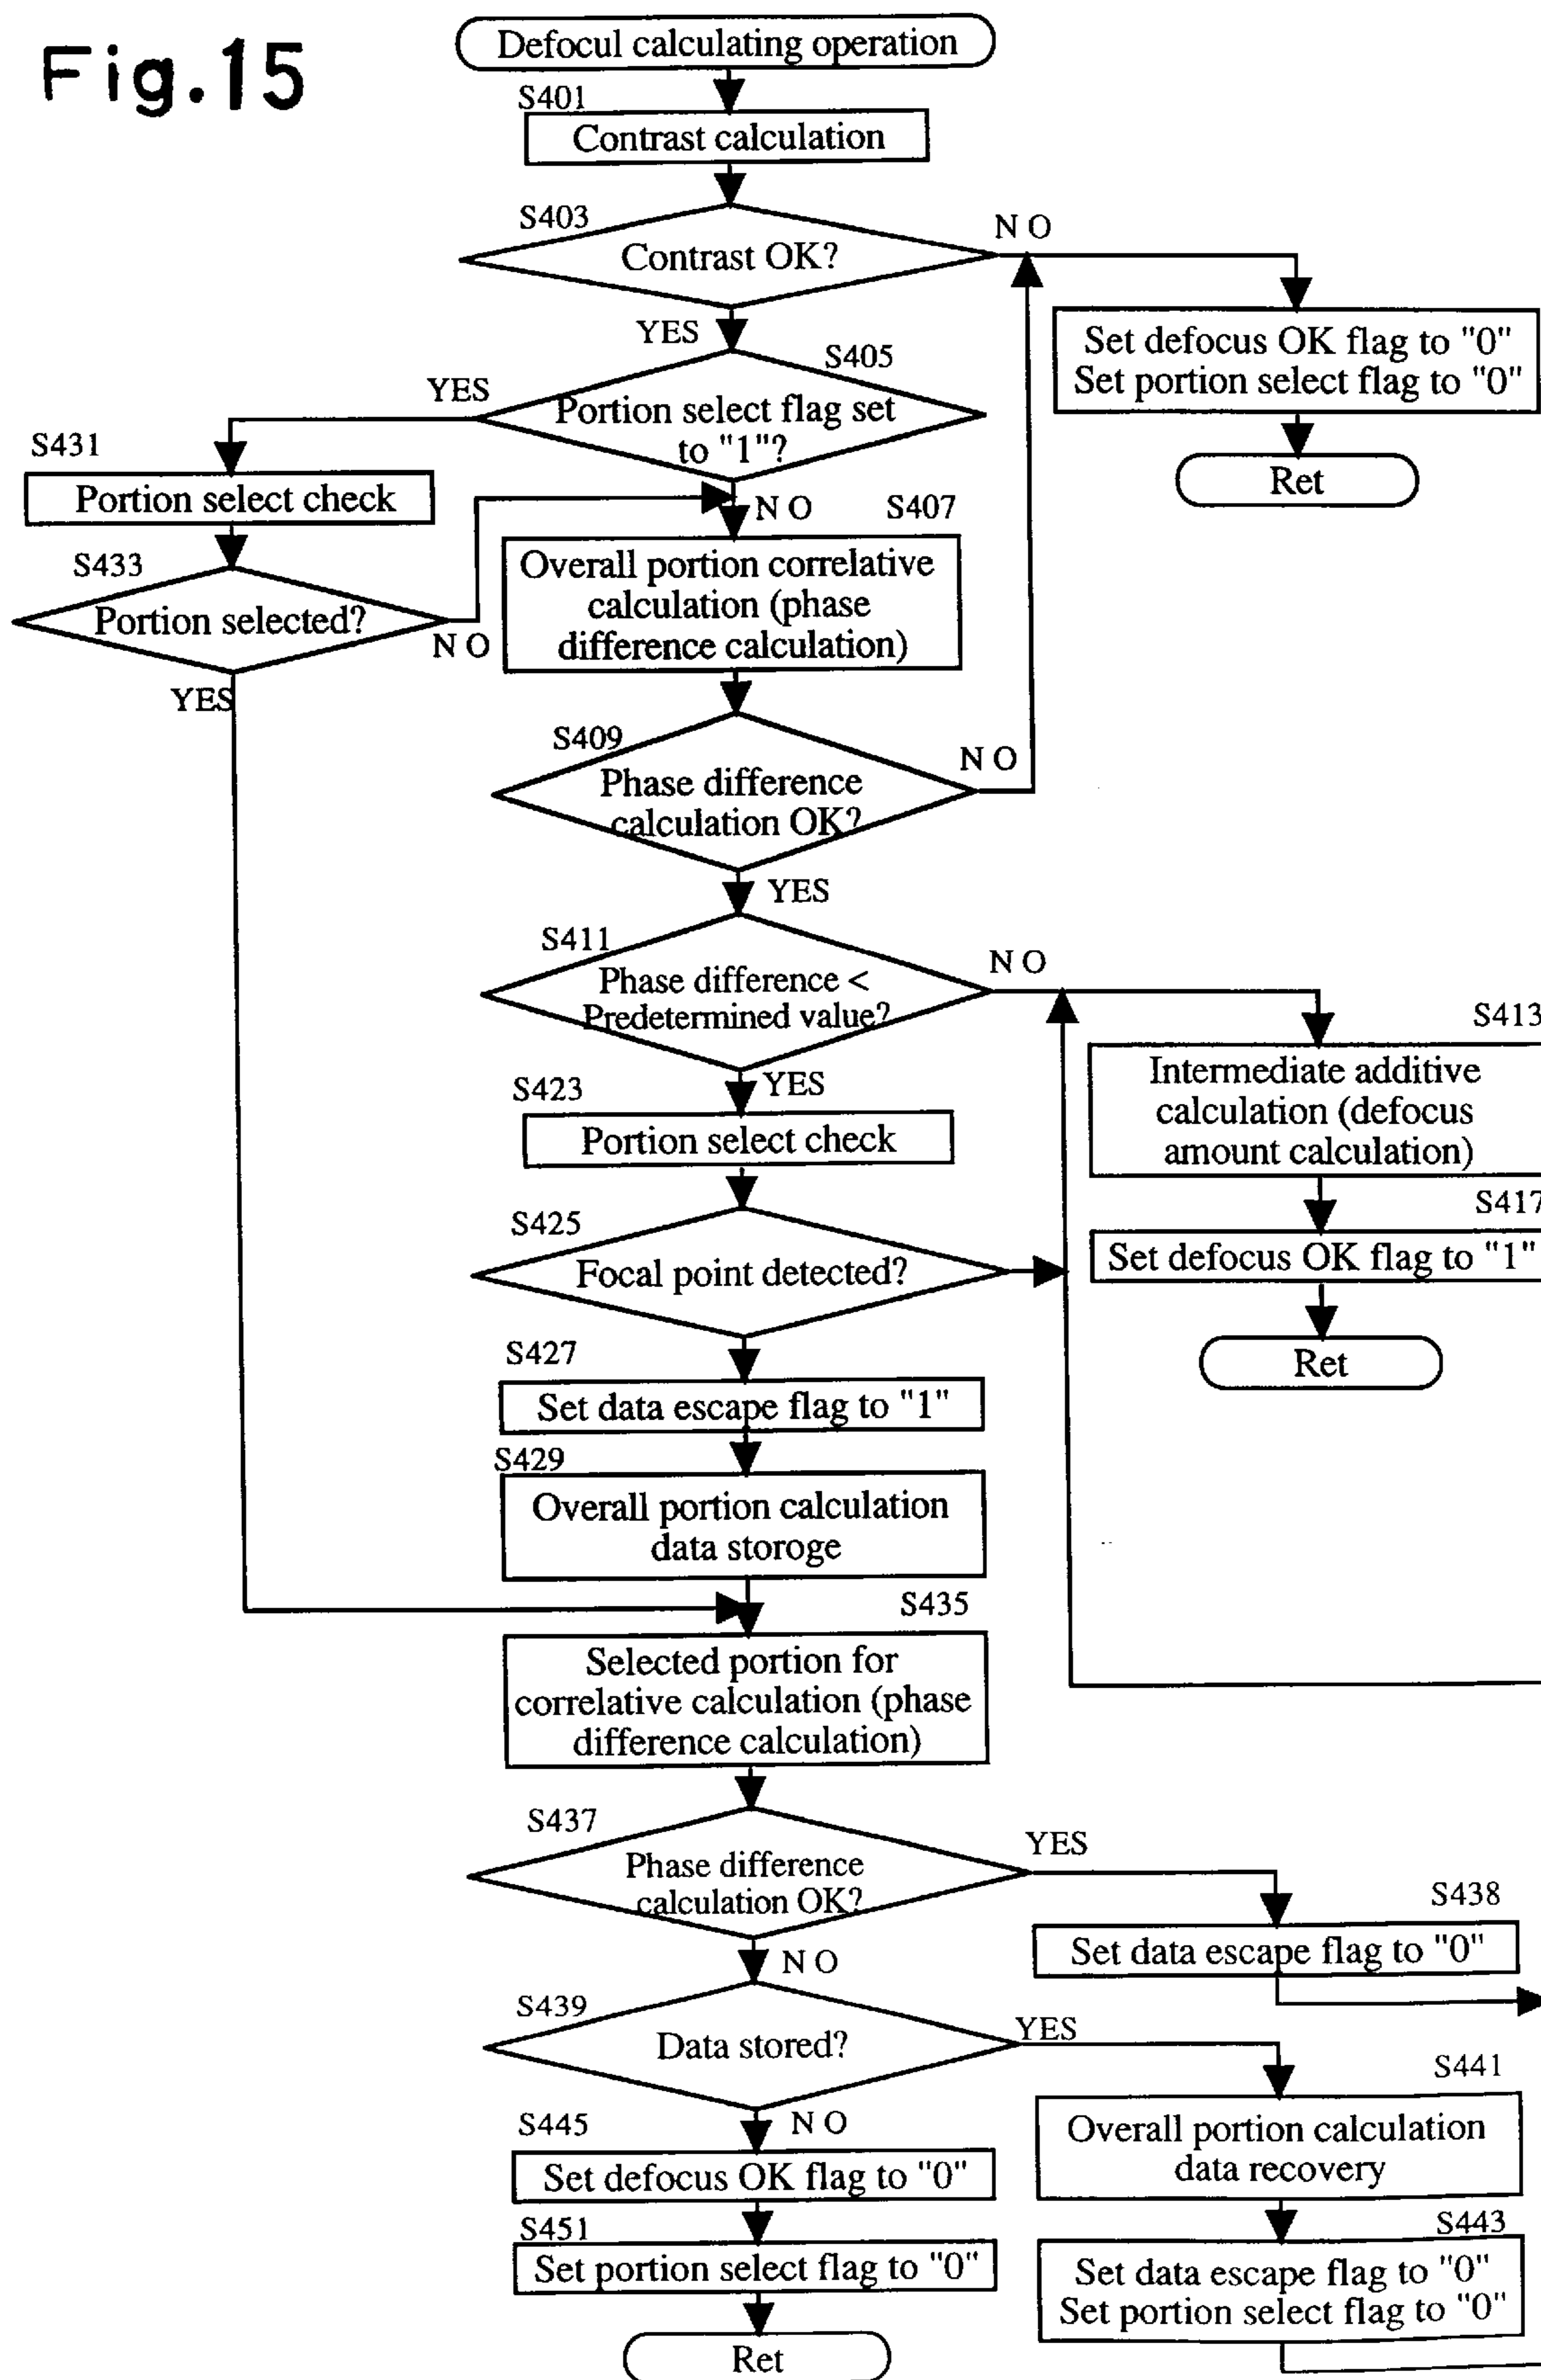 Fig.15
Defocul calculating operation
S401
Contrast calculation
S403
Contrast OK?
NO
Set defocus OK flag to "0"
Set portion select flag to "0"
Ret
YES
S405
Portion select flag set
to "1"?
YES
S431
Portion select check
S433
Portion selected?
NO
YES
NO
S407
Overall portion correlative
calculation (phase
difference calculation)
S409
Phase difference
calculation OK?
NO
YES
S411
Phase difference <
Predetermined value?
NO
S413
Intermediate additive
calculation (defocus
amount calculation)
S417
Set defocus OK flag to "1"
Ret
YES
S423
Portion select check
S425
Focal point detected?
S427
Set data escape flag to "1"
S429
Overall portion calculation
data storoge
S435
Selected portion for
correlative calculation (phase
difference calculation)
S437
Phase difference
calculation OK?
YES
S438
Set data escape flag to "0"
NO
S439
Data stored?
YES
S441
Overall portion calculation
data recovery
S443
Set data escape flag to "0"
Set portion select flag to "0"
NO
S445
Set defocus OK flag to "0"
S451
Set portion select flag to "0"
Ret